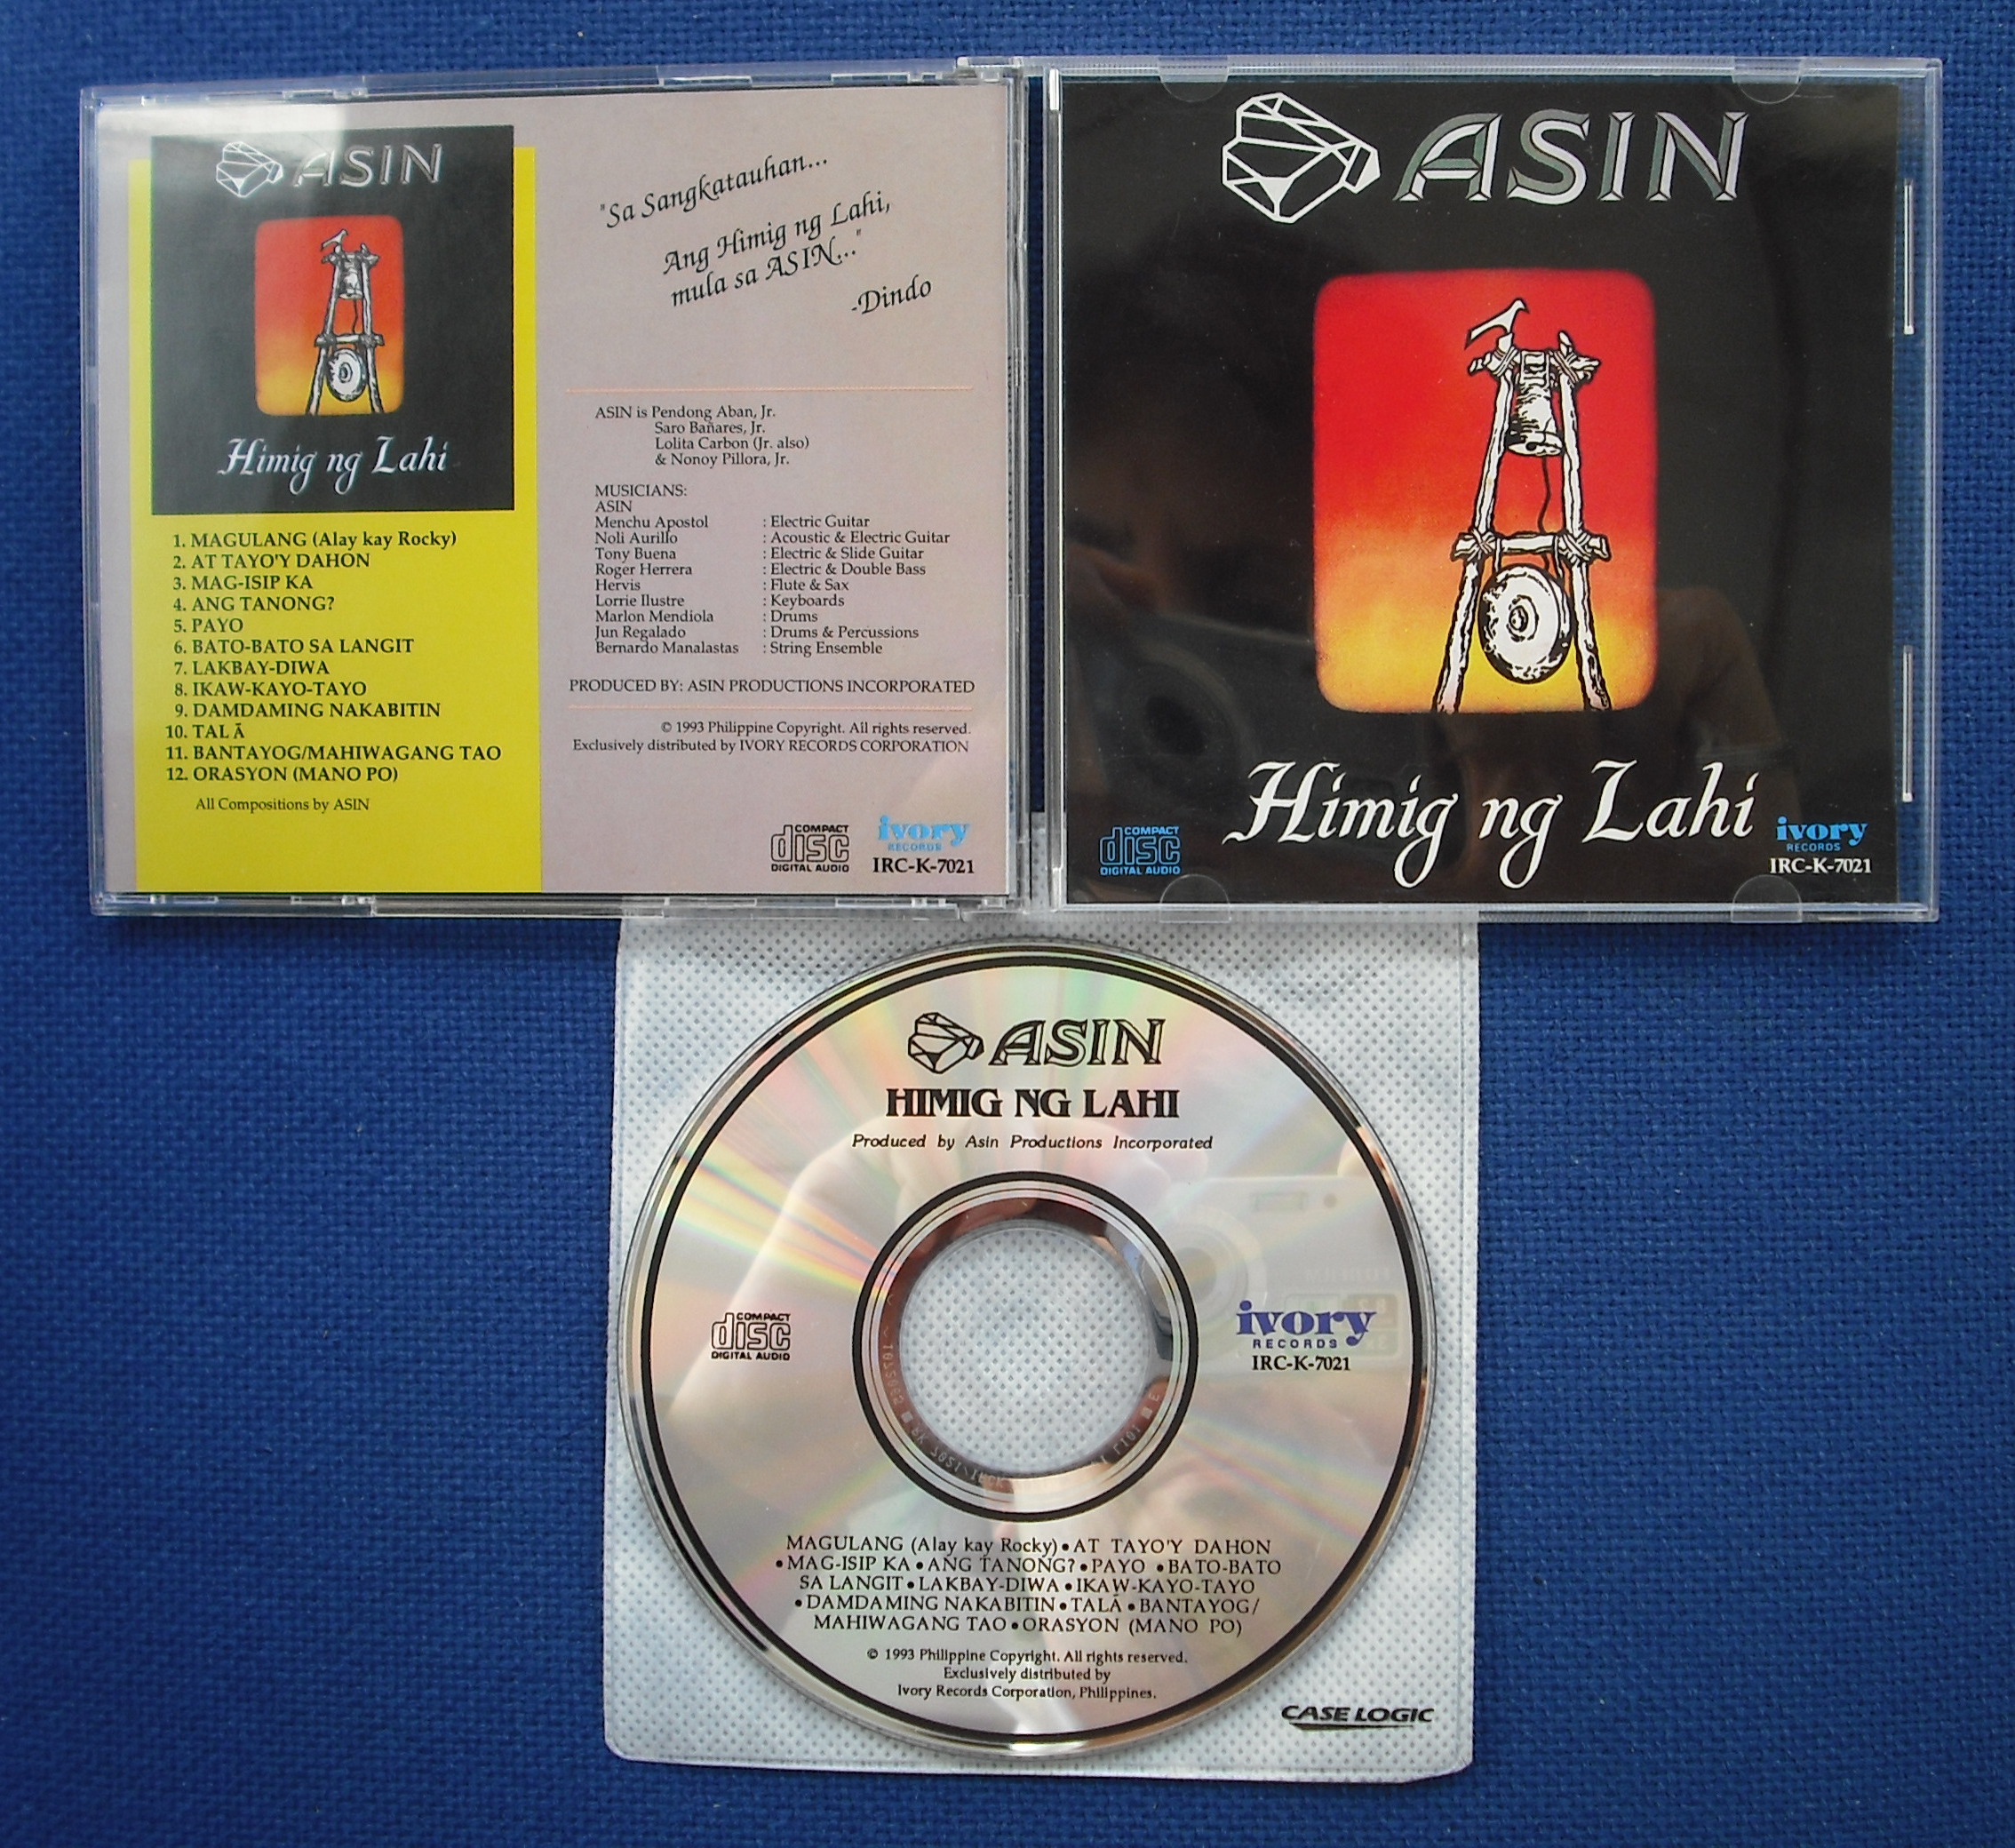 ASIN
Himig ng Lahi
1. MAGULANG (Alay kay Rocky)
2. AT TAYO'Y DAHON
3. MAG-ISIP KA
4. ANG TANONG?
5. PAYO
6. BATO-BATO SA LANGIT
7. LAKBAY-DIWA
8. IKAW-KAYO-TAYO
9. DAMDAMING NAKABITIN
10. TAL Ā
11. BANTAYOG/MAHIWAGANG TAO
12. ORASYON (MANO PO)
All Compositions by ASIN
"Sa Sangkatauhan...
Ang Himig ng Lahi,
mula sa ASIN..."
-Dindo
ASIN is Pendong Aban, Jr.
Saro Bañares, Jr.
Lolita Carbon (Jr. also)
& Nonoy Pillora, Jr.
MUSICIANS:
ASIN
Menchu Apostol : Electric Guitar
Noli Aurillo : Acoustic & Electric Guitar
Tony Buena : Electric & Slide Guitar
Roger Herrera : Electric & Double Bass
Hervis : Flute & Sax
Lorrie Ilustre : Keyboards
Marlon Mendiola : Drums
Jun Regalado : Drums & Percussions
Bernardo Manalastas : String Ensemble
PRODUCED BY: ASIN PRODUCTIONS INCORPORATED
© 1993 Philippine Copyright. All rights reserved.
Exclusively distributed by IVORY RECORDS CORPORATION
COMPACT
disc
DIGITAL AUDIO
ivory
RECORDS
IRC-K-7021
ASIN
Himig ng Lahi
COMPACT
disc
DIGITAL AUDIO
ivory
RECORDS
IRC-K-7021
ASIN
HIMIG NG LAHI
Produced by Asin Productions Incorporated
COMPACT
disc
DIGITAL AUDIO
ivory
RECORDS
IRC-K-7021
MAGULANG (Alay kay Rocky) • AT TAYO'Y DAHON
• MAG-ISIP KA • ANG TANONG? • PAYO • BATO-BATO
SA LANGIT • LAKBAY-DIWA • IKAW-KAYO-TAYO
• DAMDAMING NAKABITIN • TALĀ • BANTAYOG/
MAHIWAGANG TAO • ORASYON (MANO PO)
© 1993 Philippine Copyright. All rights reserved.
Exclusively distributed by
Ivory Records Corporation, Philippines.
CASE LOGIC